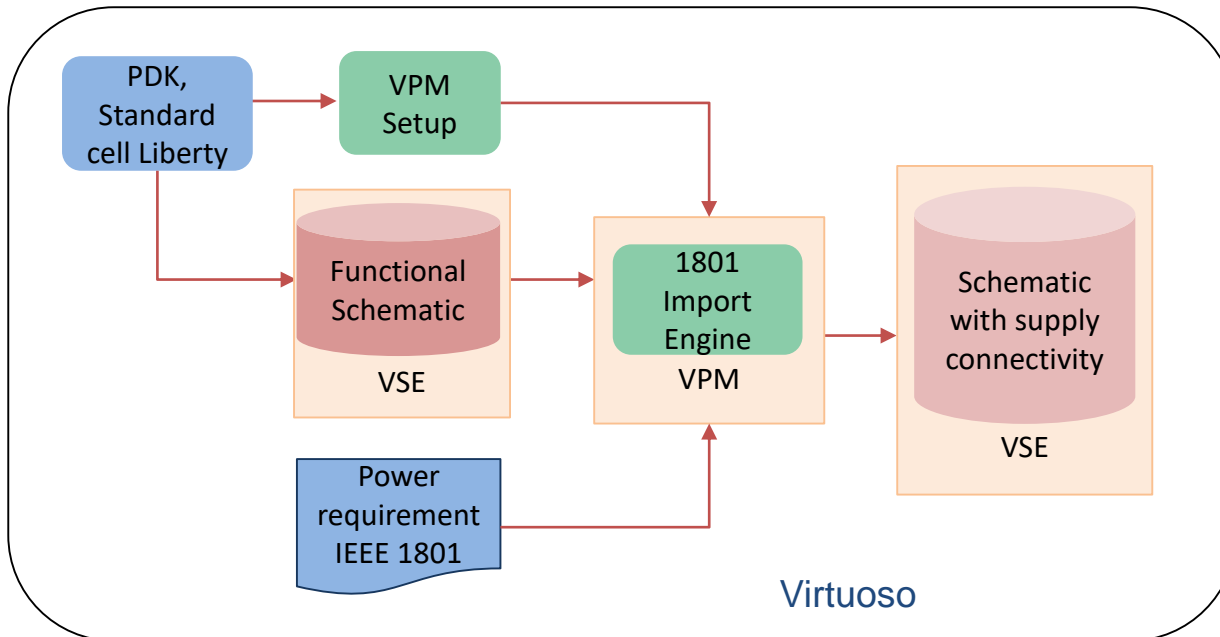 PDK,
Standard
cell Liberty
VPM
Setup
Functional
Schematic
VSE
1801
Import
Engine
VPM
Schematic
with supply
connectivity
VSE
Power
requirement
IEEE 1801
Virtuoso